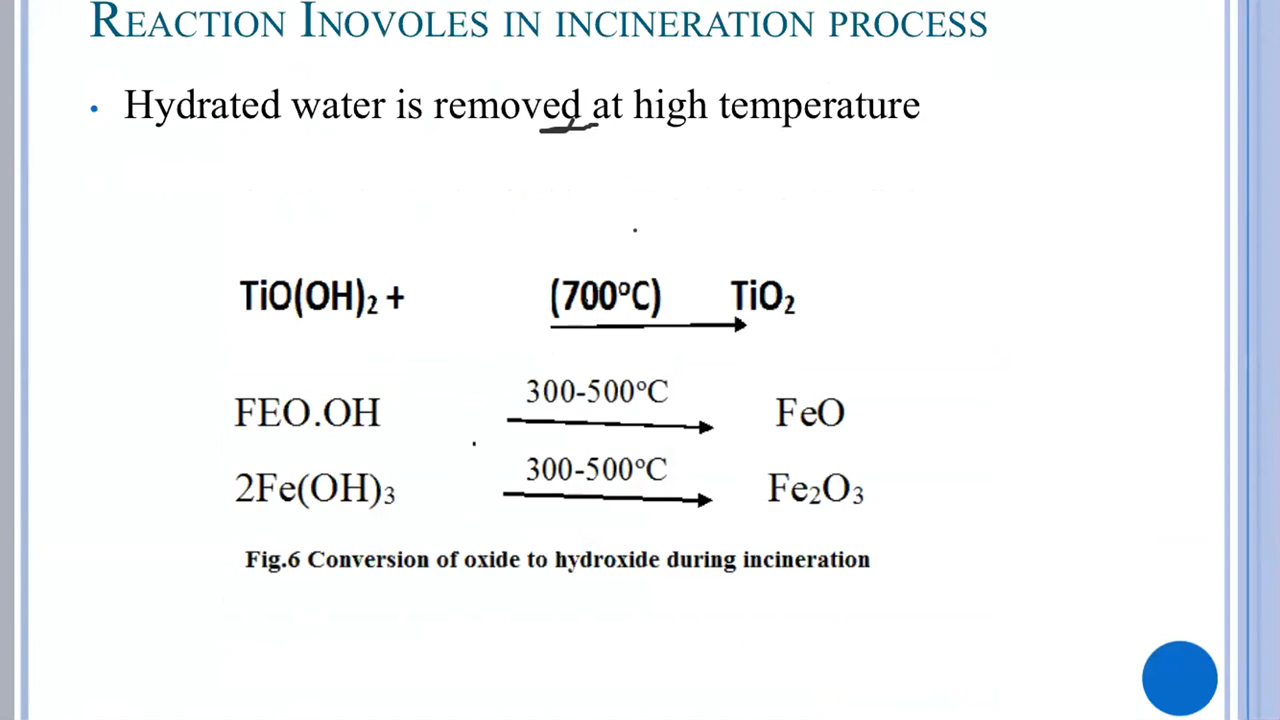 REACTION INOVOLES IN INCINERATION PROCESS
• Hydrated water is removed at high temperature
TiO(OH)₂ + (700°C) TiO₂
300-500°C
FEO.OH FeO
300-500°C
2Fe(OH)₃ Fe₂O₃
Fig.6 Conversion of oxide to hydroxide during incineration